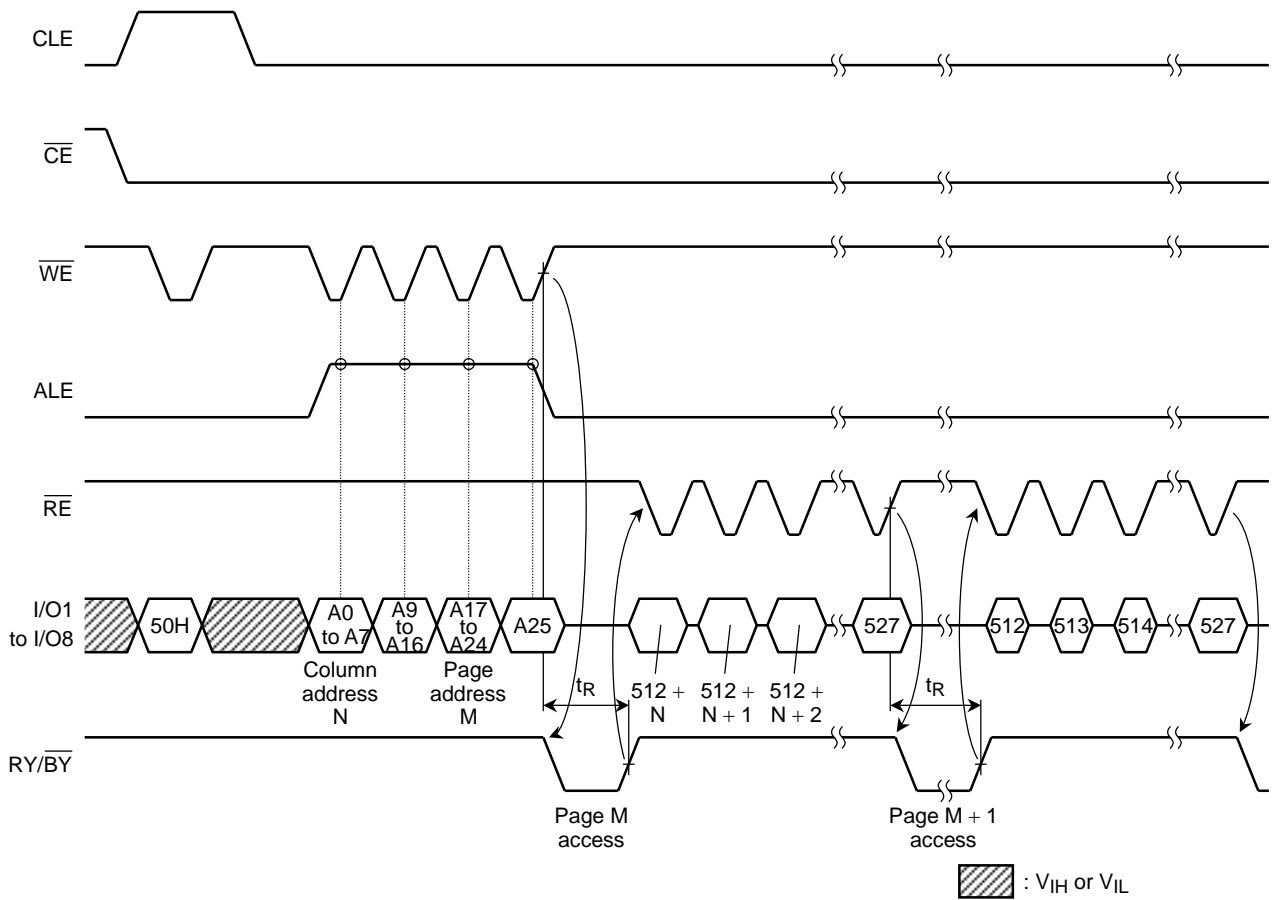 CLE
CE
WE
ALE
RE
I/O1
to I/O8
50H
A0
to A7
A9
to
A16
A17
to
A24
A25
527
512
513
514
527
Column
address
N
Page
address
M
tR
512 +
N
512 +
N + 1
512 +
N + 2
tR
RY/BY
Page M
access
Page M + 1
access
: VIH or VIL